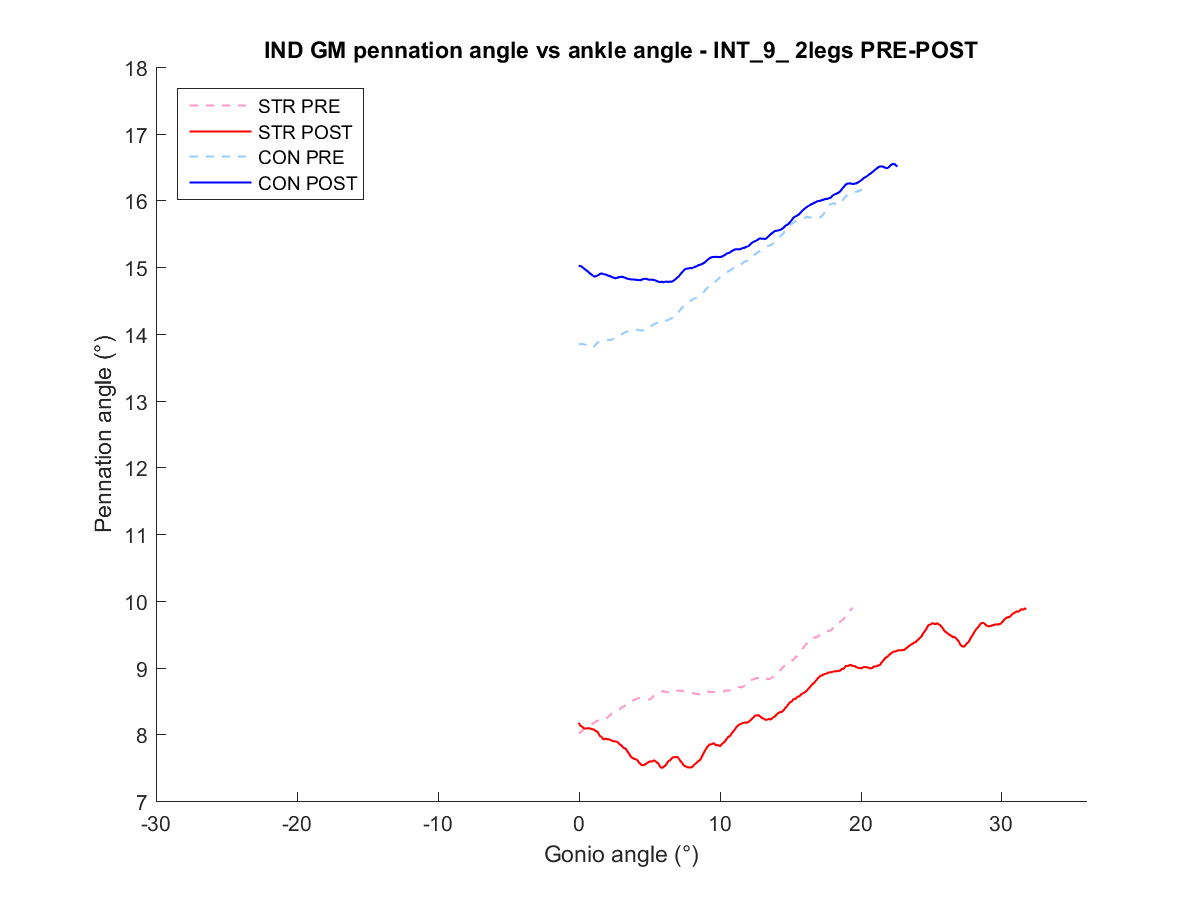 IND GM pennation angle vs ankle angle - INT_9_ 2legs PRE-POST
18
17
16
15
14
13
12
11
10
9
8
7
STR PRE
STR POST
CON PRE
CON POST
Pennation angle (°)
-30
-20
-10
0
10
20
30
Gonio angle (°)